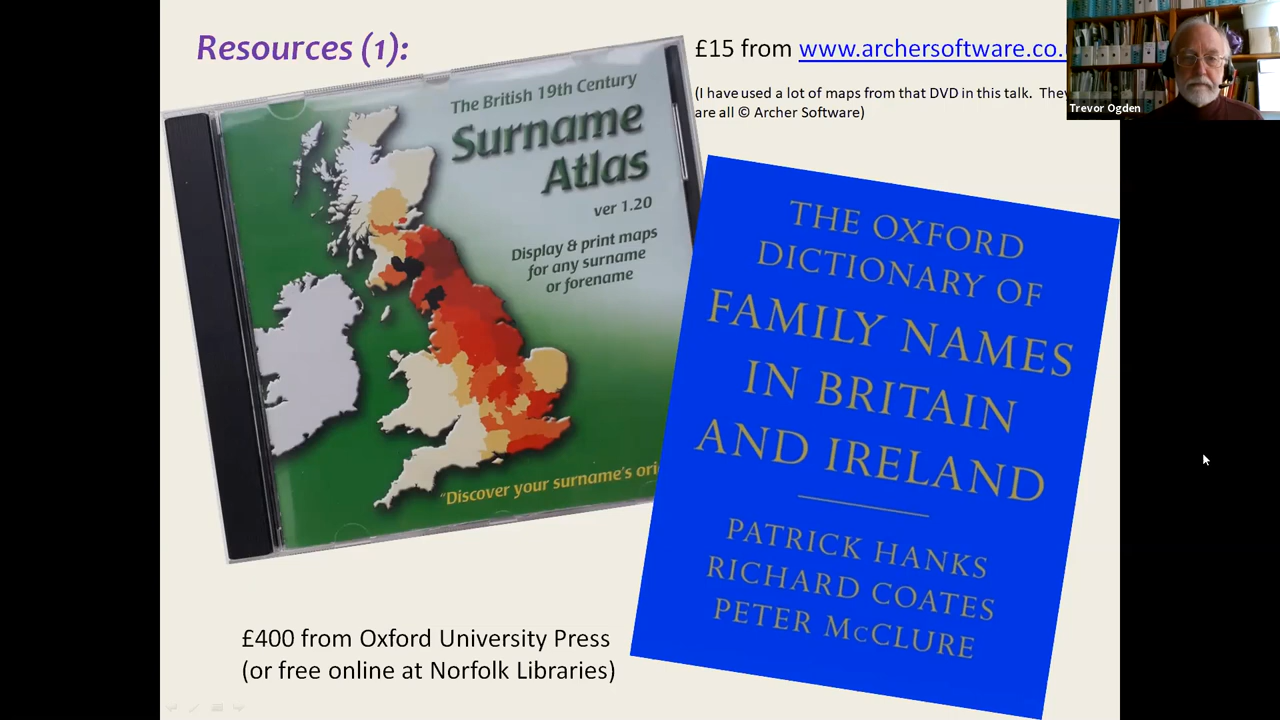 Resources (1):
£15 from www.archersoftware.co.
(I have used a lot of maps from that DVD in this talk. They
are all © Archer Software)
Trevor Ogden
The British 19th Century
Surname
Atlas
ver 1.20
Display & print maps
for any surname
or forename
"Discover your surname's
THE OXFORD
DICTIONARY OF
FAMILY NAMES
IN BRITAIN
AND IRELAND
PATRICK HANKS
RICHARD COATES
PETER McCLURE
£400 from Oxford University Press
(or free online at Norfolk Libraries)